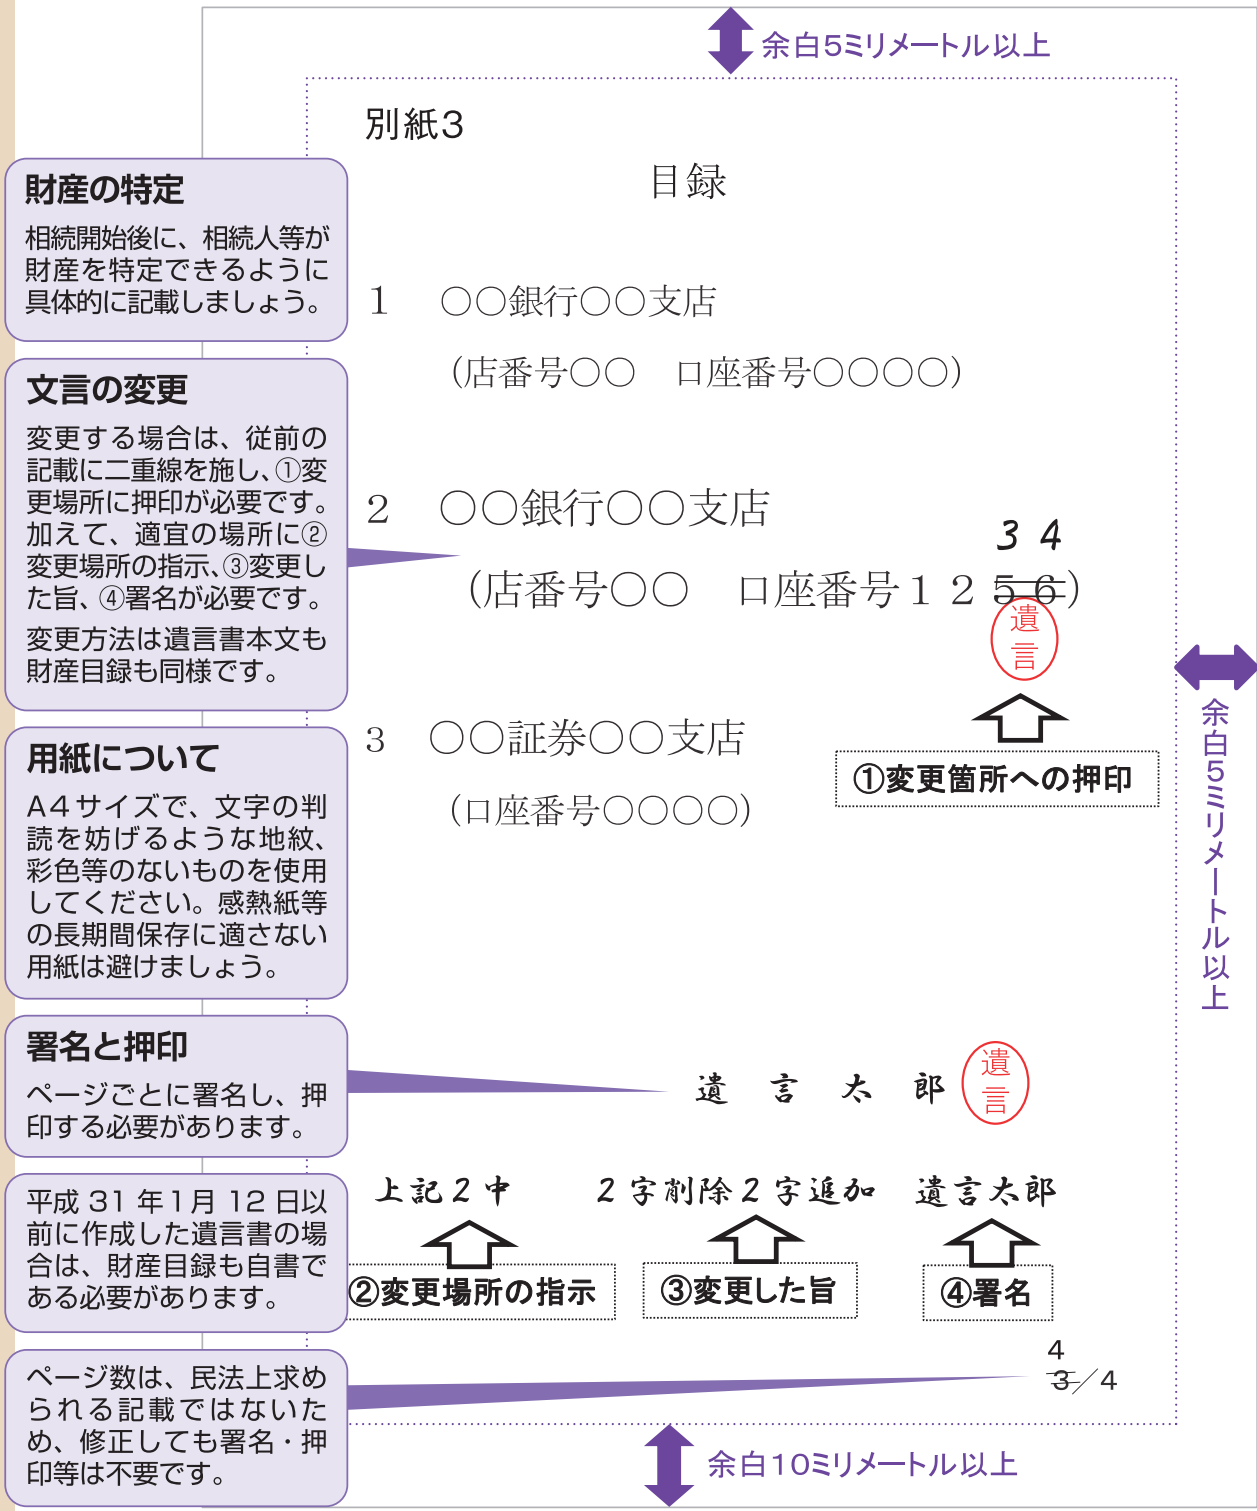 余白5ミリメートル以上
別紙3
目録
財産の特定
相続開始後に、相続人等が
財産を特定できるように
具体的に記載しましょう。
1 ○○銀行○○支店
(店番号○○ 口座番号○○○○)
文言の変更
変更する場合は、従前の
記載に二重線を施し、①変
更場所に押印が必要です。
加えて、適宜の場所に②
変更場所の指示、③変更し
た旨、④署名が必要です。
変更方法は遺言書本文も
財産目録も同様です。
2 ○○銀行○○支店
3 4
(店番号○○ 口座番号1256)
遺
言
①変更箇所への押印
余白5ミリメートル以上
用紙について
A4サイズで、文字の判
読を妨げるような地紋、
彩色等のないものを使用
してください。感熱紙等
の長期間保存に適さない
用紙は避けましょう。
3 ○○証券○○支店
(口座番号○○○○)
署名と押印
ページごとに署名し、押
印する必要があります。
遺 言 太 郎
遺
言
平成 31 年1月 12 日以
前に作成した遺言書の場
合は、財産目録も自書で
ある必要があります。
上記2中 2字削除2字追加 遺言太郎
②変更場所の指示 ③変更した旨 ④署名
ページ数は、民法上求め
られる記載ではないた
め、修正しても署名・押
印等は不要です。
4
3/4
余白10ミリメートル以上